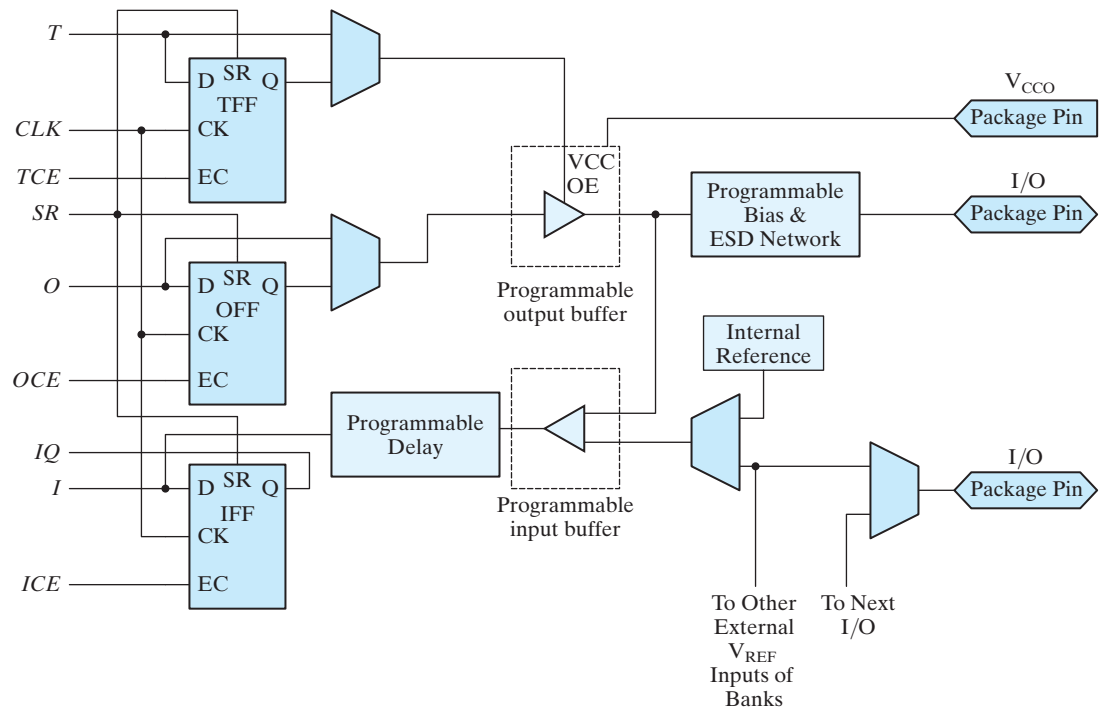 T
D
SR
Q
TFF
CK
EC
CLK
TCE
SR
VCC
OE
V_CCO
Package Pin
I/O
Package Pin
Programmable
Bias &
ESD Network
O
D
SR
Q
OFF
CK
EC
OCE
Programmable
output buffer
Internal
Reference
Programmable
Delay
IQ
I
D
SR
Q
IFF
CK
EC
ICE
Programmable
input buffer
I/O
Package Pin
To Other
External
V_REF
Inputs of
Banks
To Next
I/O